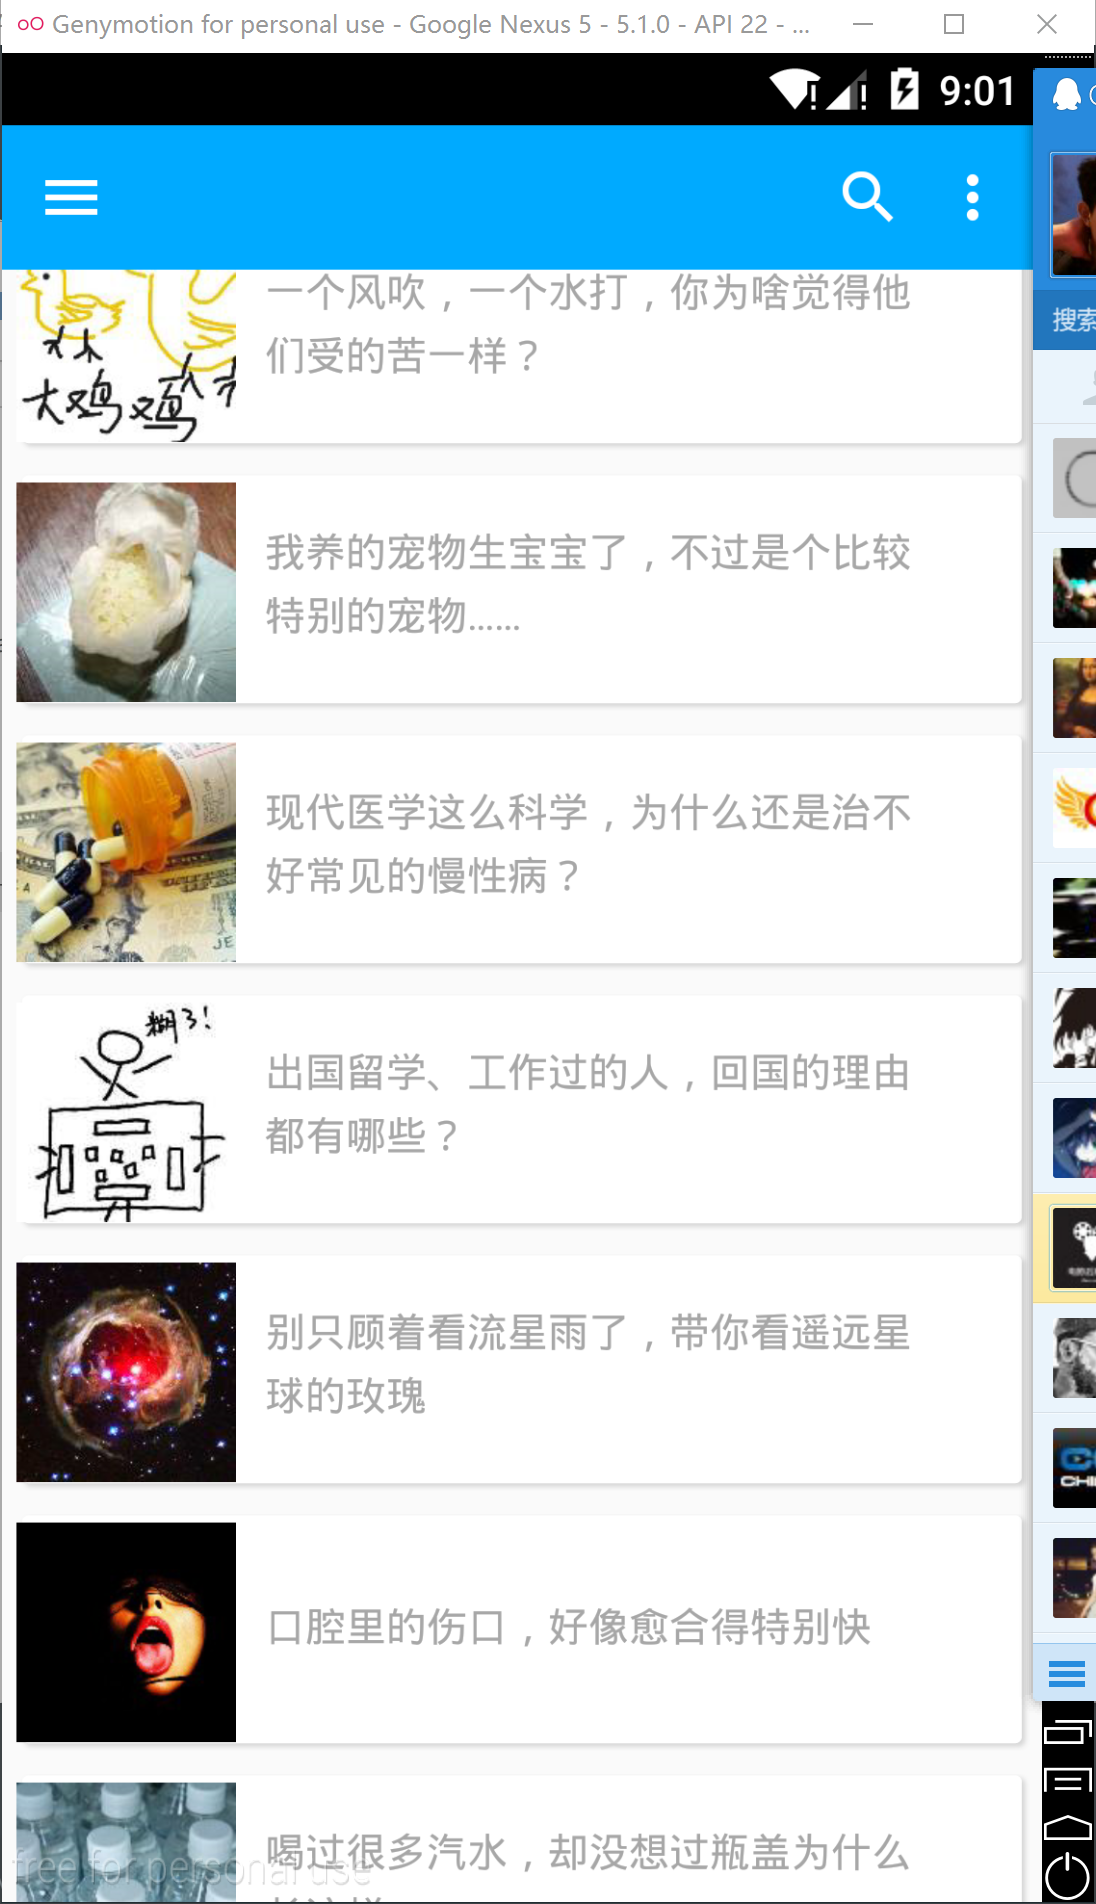 Genymotion for personal use - Google Nexus 5 - 5.1.0 - API 22 - ...
9:01
搜索
一个风吹，一个水打，你为啥觉得他
们受的苦一样？
大鸡鸡
我养的宠物生宝宝了，不过是个比较
特别的宠物……
现代医学这么科学，为什么还是治不
好常见的慢性病？
糊了！
出国留学、工作过的人，回国的理由
都有哪些？
别只顾着看流星雨了，带你看遥远星
球的玫瑰
口腔里的伤口，好像愈合得特别快
喝过很多汽水，却没想过瓶盖为什么
free for personal use